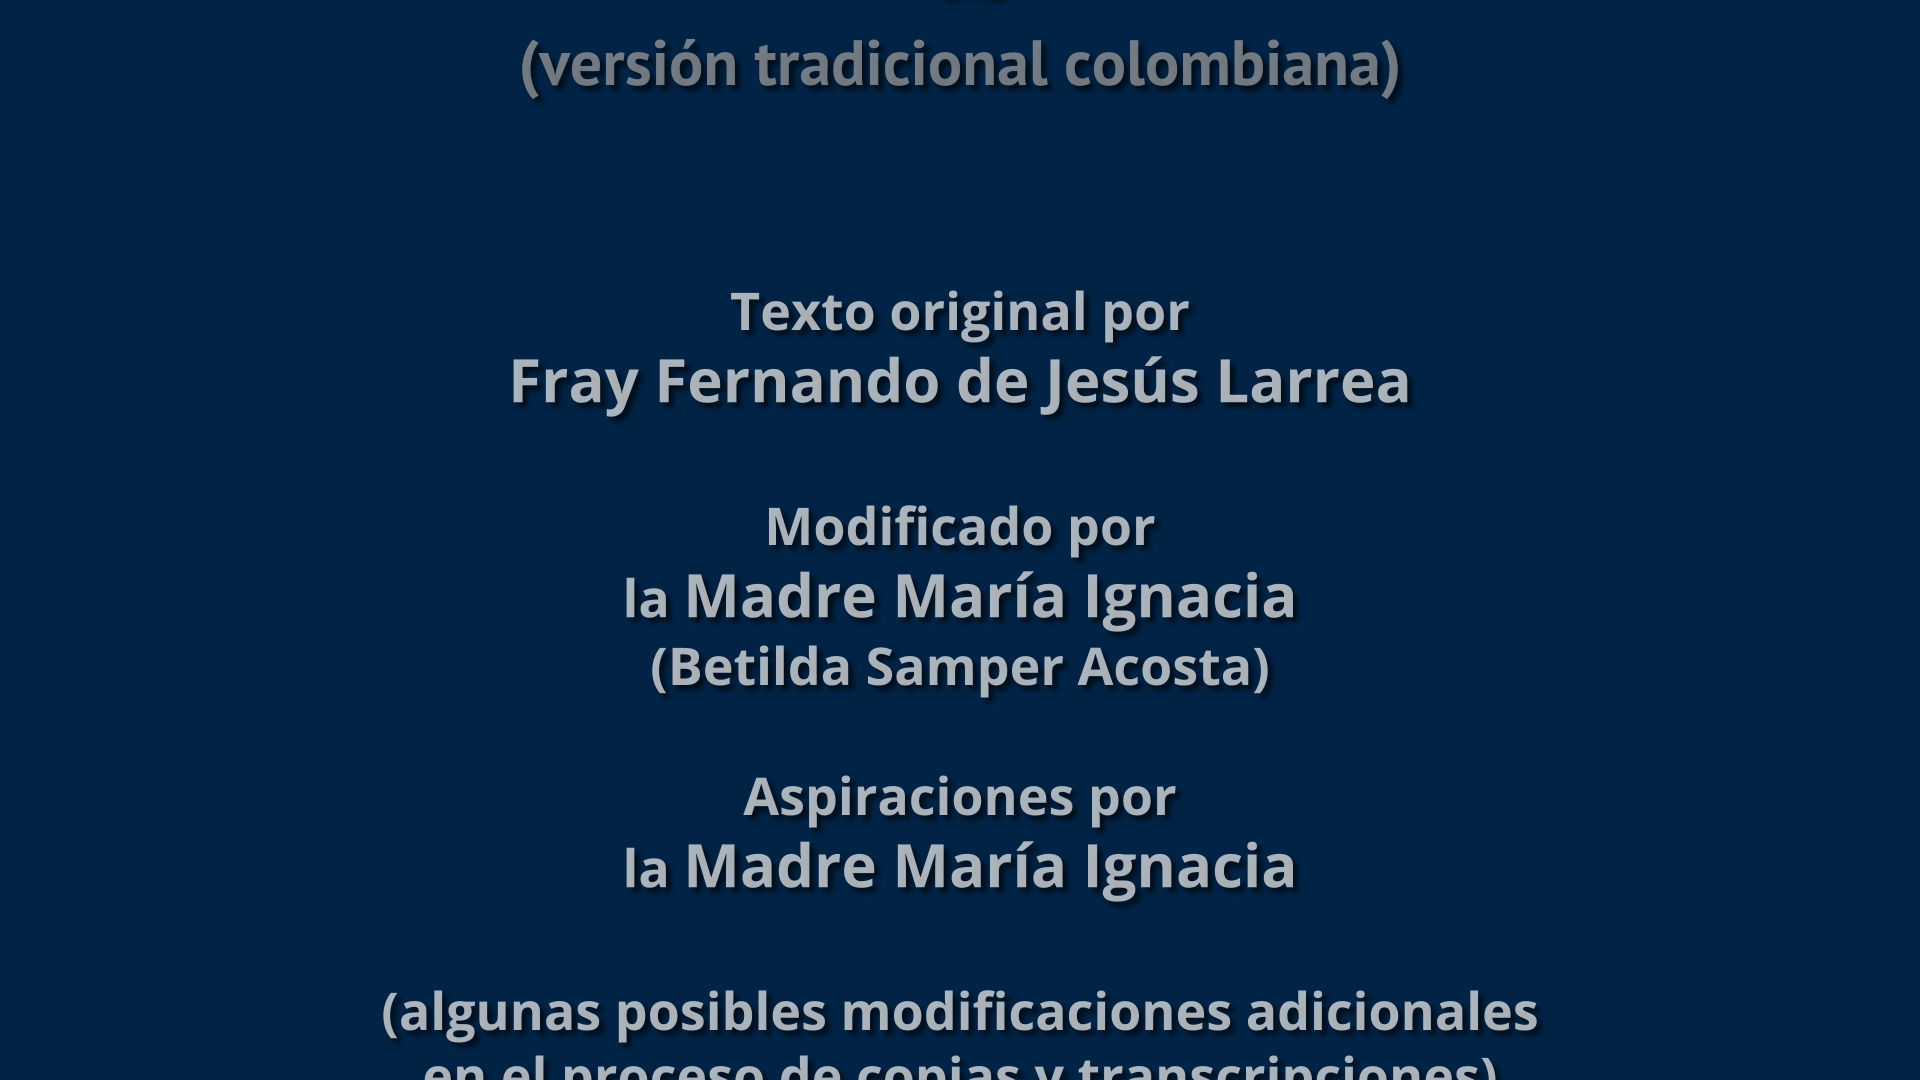 (versión tradicional colombiana)
Texto original por
Fray Fernando de Jesús Larrea
Modificado por
la Madre María Ignacia
(Betilda Samper Acosta)
Aspiraciones por
la Madre María Ignacia
(algunas posibles modificaciones adicionales
en el proceso de copias y transcripciones)